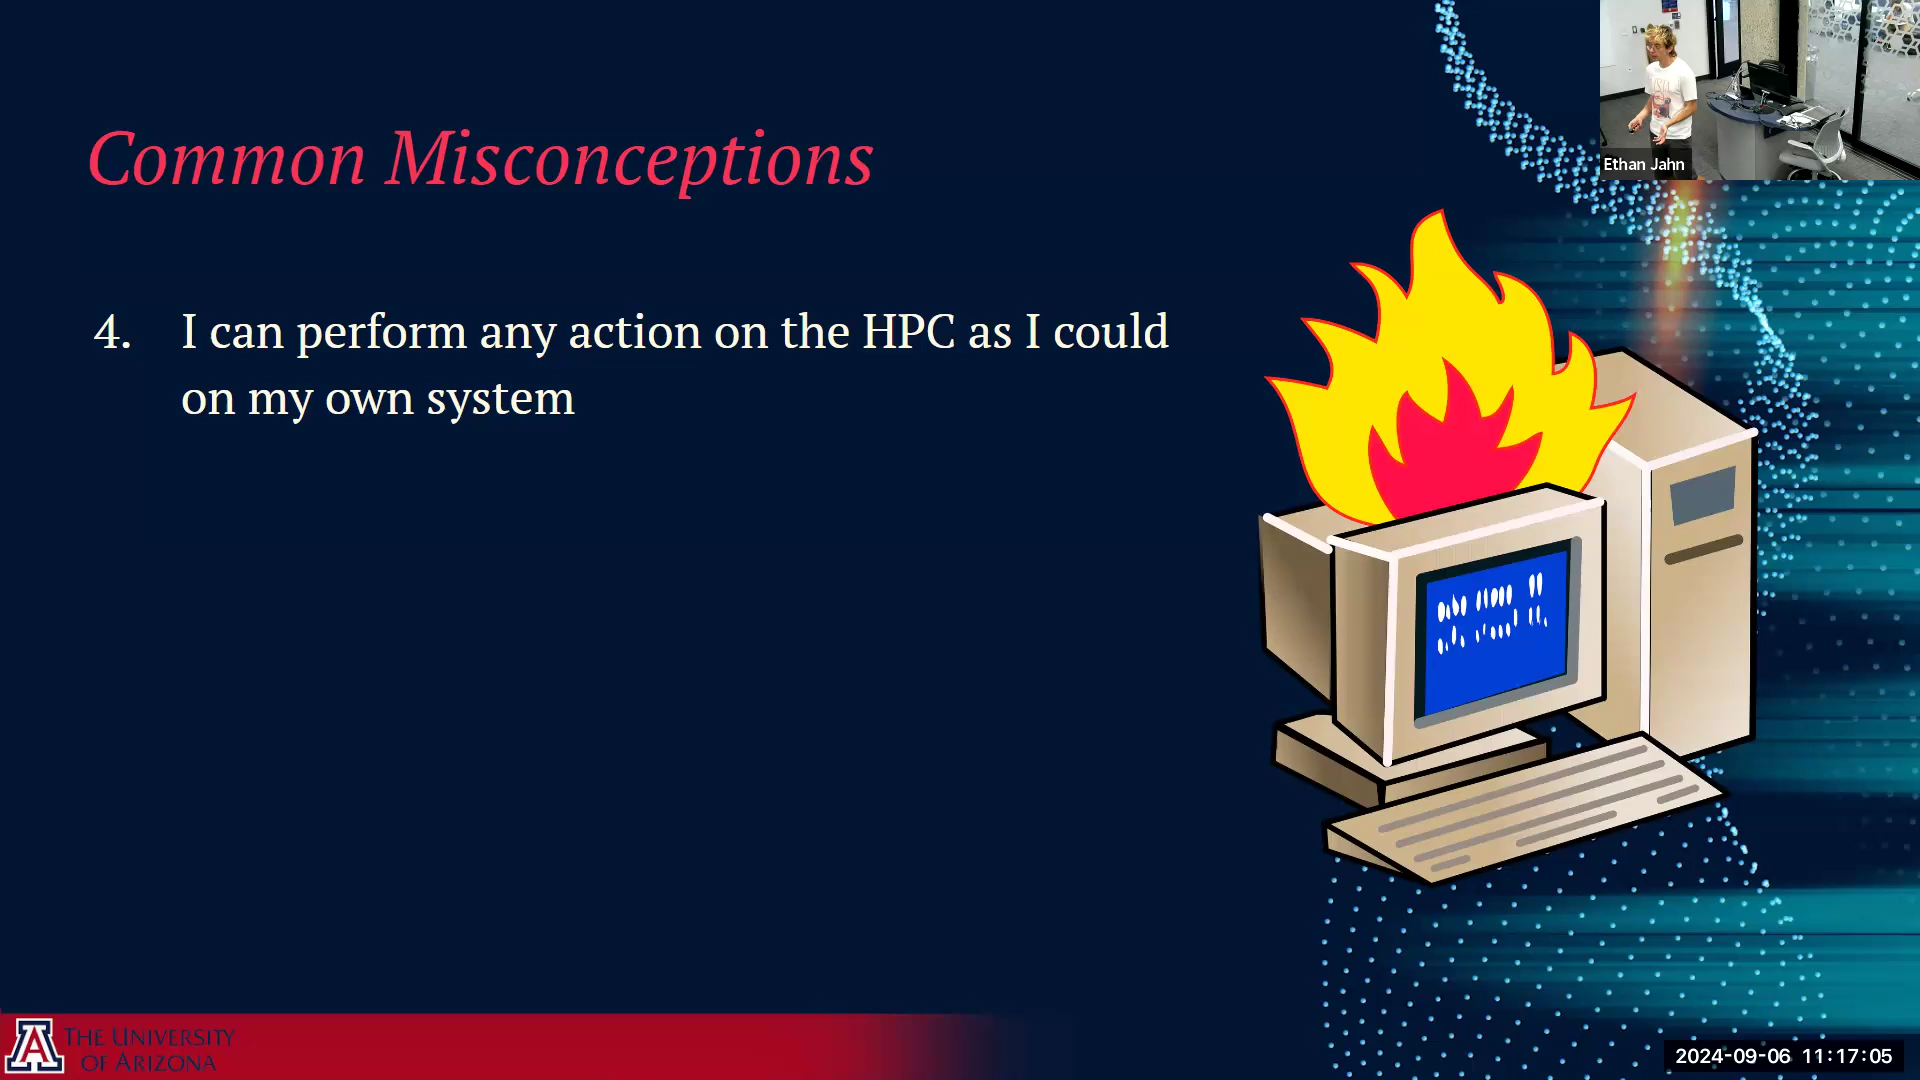 Common Misconceptions
4. I can perform any action on the HPC as I could
on my own system
Ethan Jahn
A THE UNIVERSITY
OF ARIZONA
2024-09-06 11:17:05